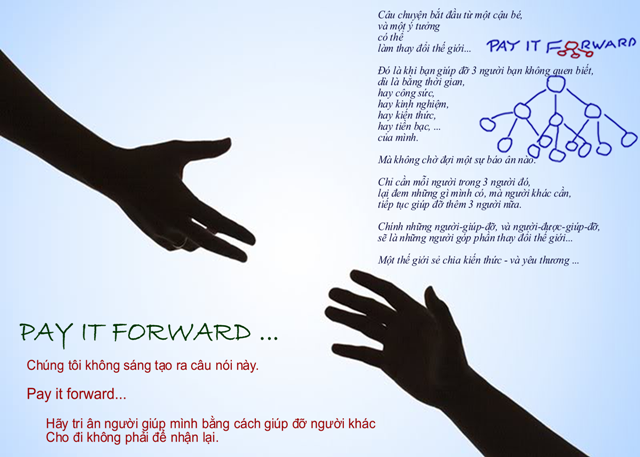 Câu chuyện bắt đầu từ một cậu bé,
và một ý tưởng
có thể
làm thay đổi thế giới...
PAY IT FORWARD
Đó là khi bạn giúp đỡ 3 người bạn không quen biết,
dù là bằng thời gian,
hay công sức,
hay kinh nghiệm,
hay kiến thức,
hay tiền bạc, ...
của mình.
Mà không chờ đợi một sự báo ân nào.
Chỉ cần mỗi người trong 3 người đó,
lại đem những gì mình có, mà người khác cần,
tiếp tục giúp đỡ thêm 3 người nữa.
Chính những người-giúp-đỡ, và người-được-giúp-đỡ,
sẽ là những người góp phần thay đổi thế giới...
Một thế giới sẻ chia kiến thức - và yêu thương ...
PAY IT FORWARD ...
Chúng tôi không sáng tạo ra câu nói này.
Pay it forward...
Hãy tri ân người giúp mình bằng cách giúp đỡ người khác
Cho đi không phải để nhận lại.